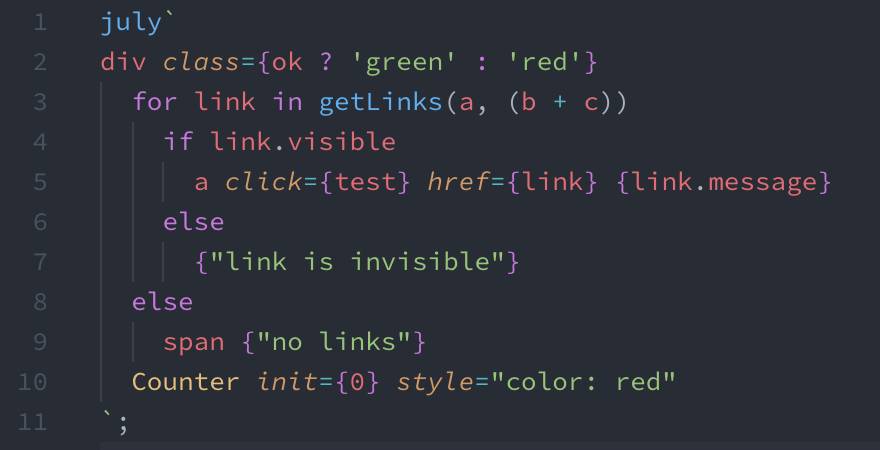 1 july`
2 div class={ok ? 'green' : 'red'}
3   for link in getLinks(a, (b + c))
4     if link.visible
5       a click={test} href={link} {link.message}
6     else
7       {"link is invisible"}
8   else
9     span {"no links"}
10   Counter init={0} style="color: red"
11 `;